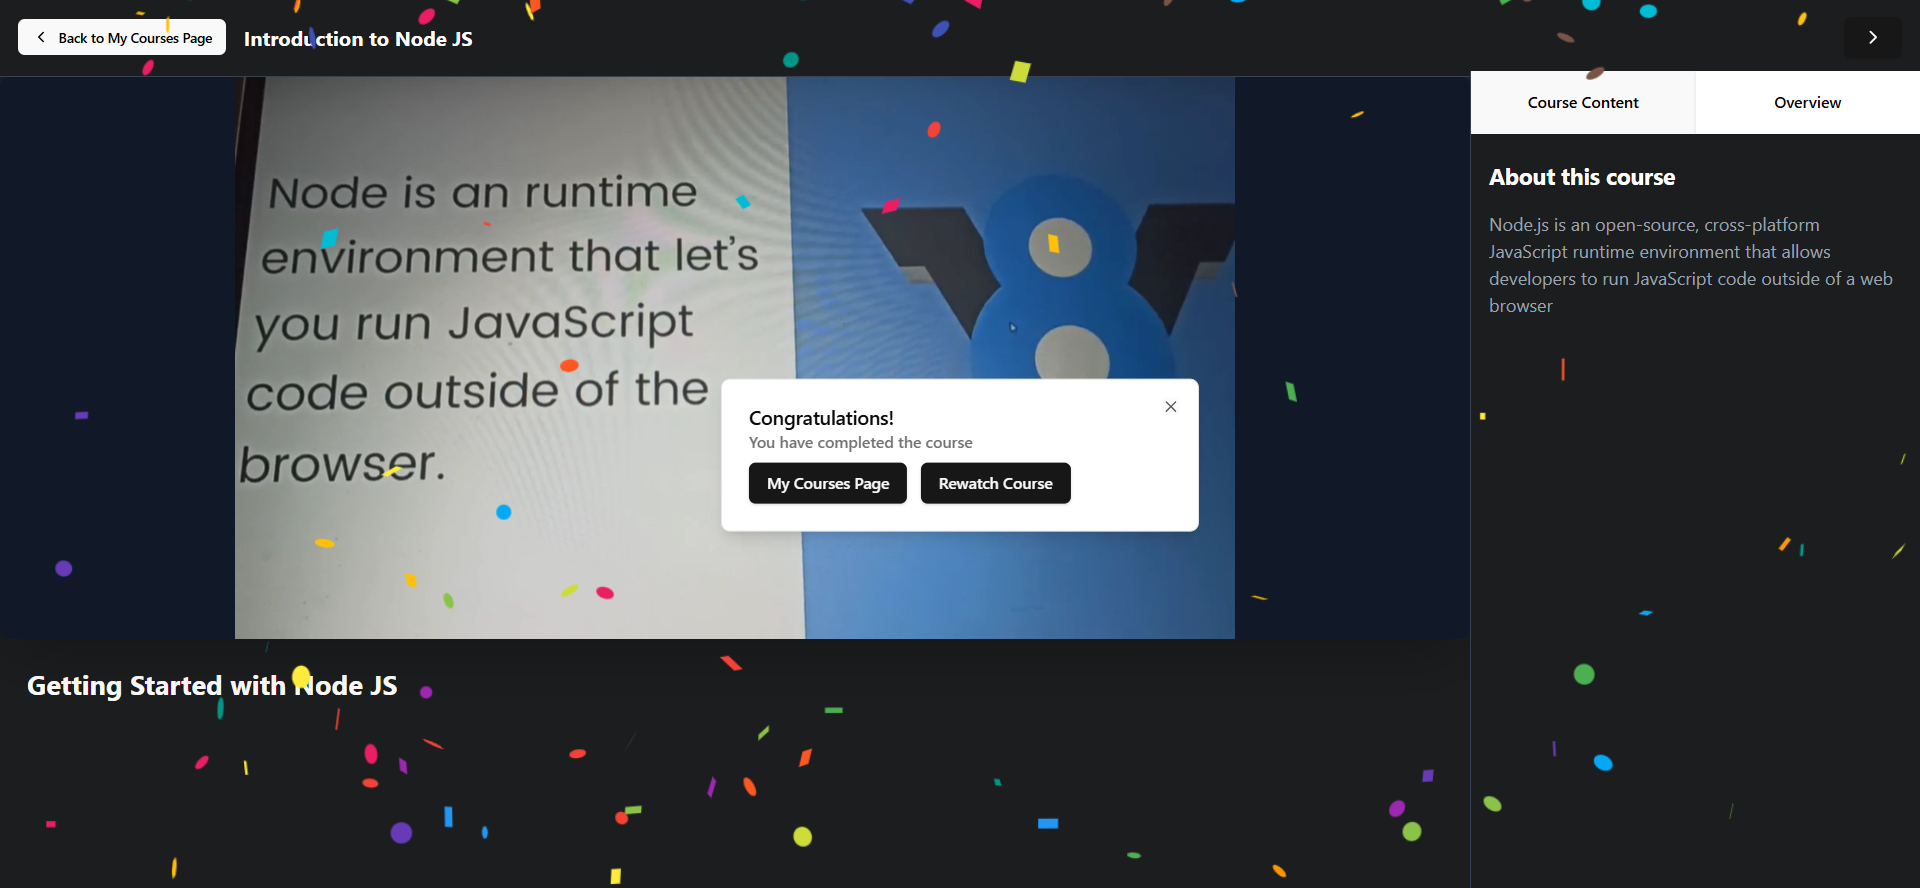 Back to My Courses Page
Introduction to Node JS
Course Content
Overview
Node is an runtime
environment that let's
you run JavaScript
code outside of the
browser.
8
About this course
Node.js is an open-source, cross-platform
JavaScript runtime environment that allows
developers to run JavaScript code outside of a web
browser
Congratulations!
You have completed the course
My Courses Page
Rewatch Course
Getting Started with Node JS